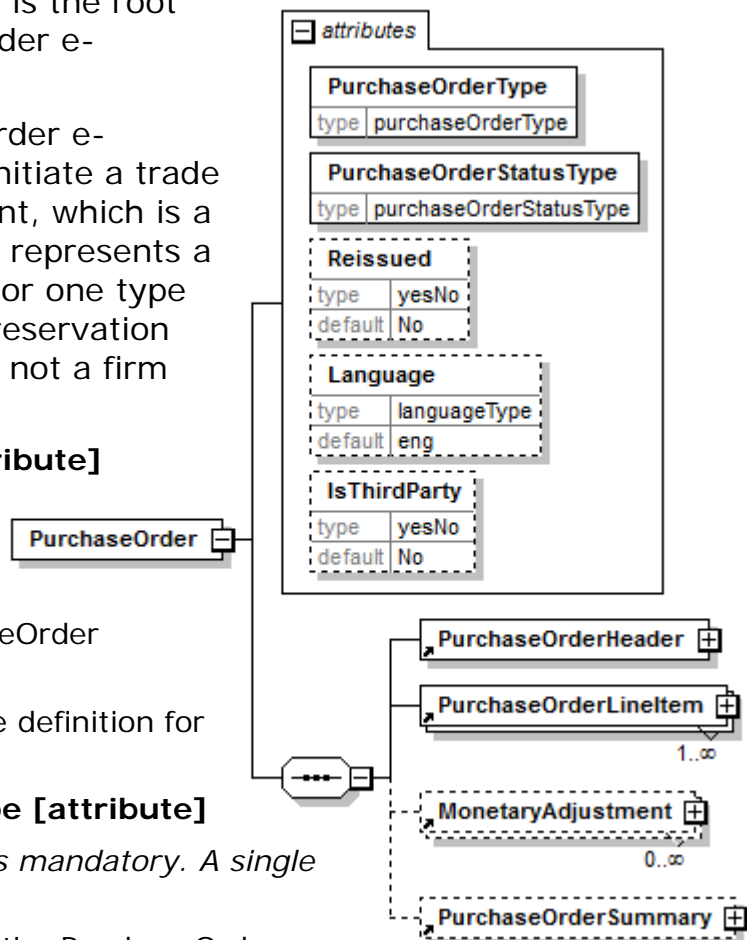 is the root
der e-
rder e-
nitiate a trade
nt, which is a
represents a
or one type
reservation
not a firm
ribute]
eOrder
e definition for
pe [attribute]
s mandatory. A single
attributes
PurchaseOrderType
type purchaseOrderType
PurchaseOrderStatusType
type purchaseOrderStatusType
Reissued
type yesNo
default No
Language
type languageType
default eng
IsThirdParty
type yesNo
default No
PurchaseOrder
PurchaseOrderHeader
PurchaseOrderLineItem
1..∞
MonetaryAdjustment
0..∞
PurchaseOrderSummary